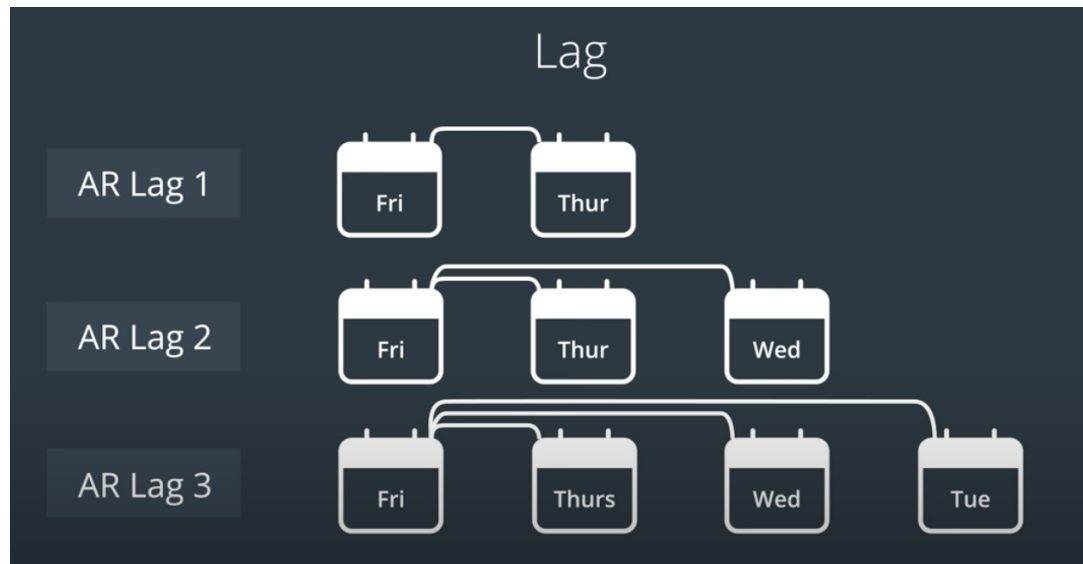 Lag
AR Lag 1
Fri
Thur
AR Lag 2
Fri
Thur
Wed
AR Lag 3
Fri
Thurs
Wed
Tue